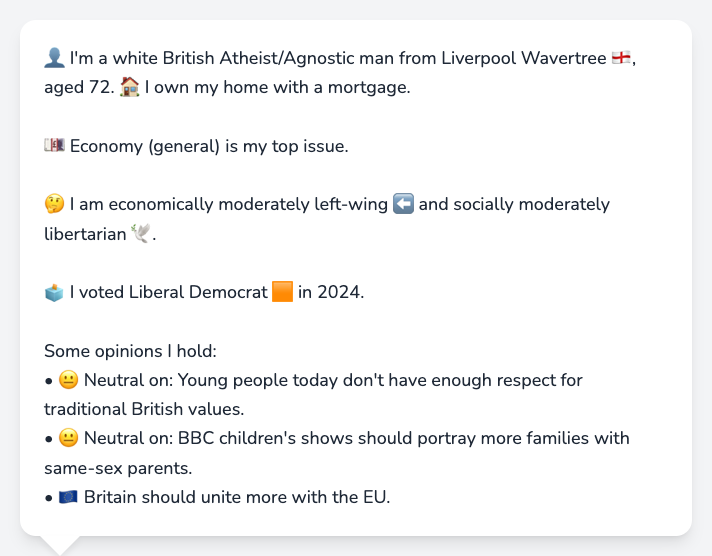 👤 I'm a white British Atheist/Agnostic man from Liverpool Wavertree 🏴󠁧󠁢󠁥󠁮󠁧󠁿,
aged 72. 🏠 I own my home with a mortgage.
💷 Economy (general) is my top issue.
🤔 I am economically moderately left-wing ⬅️ and socially moderately
libertarian 🕊️.
🗳️ I voted Liberal Democrat 🟧 in 2024.
Some opinions I hold:
• 😐 Neutral on: Young people today don't have enough respect for
traditional British values.
• 😐 Neutral on: BBC children's shows should portray more families with
same-sex parents.
• 🇪🇺 Britain should unite more with the EU.